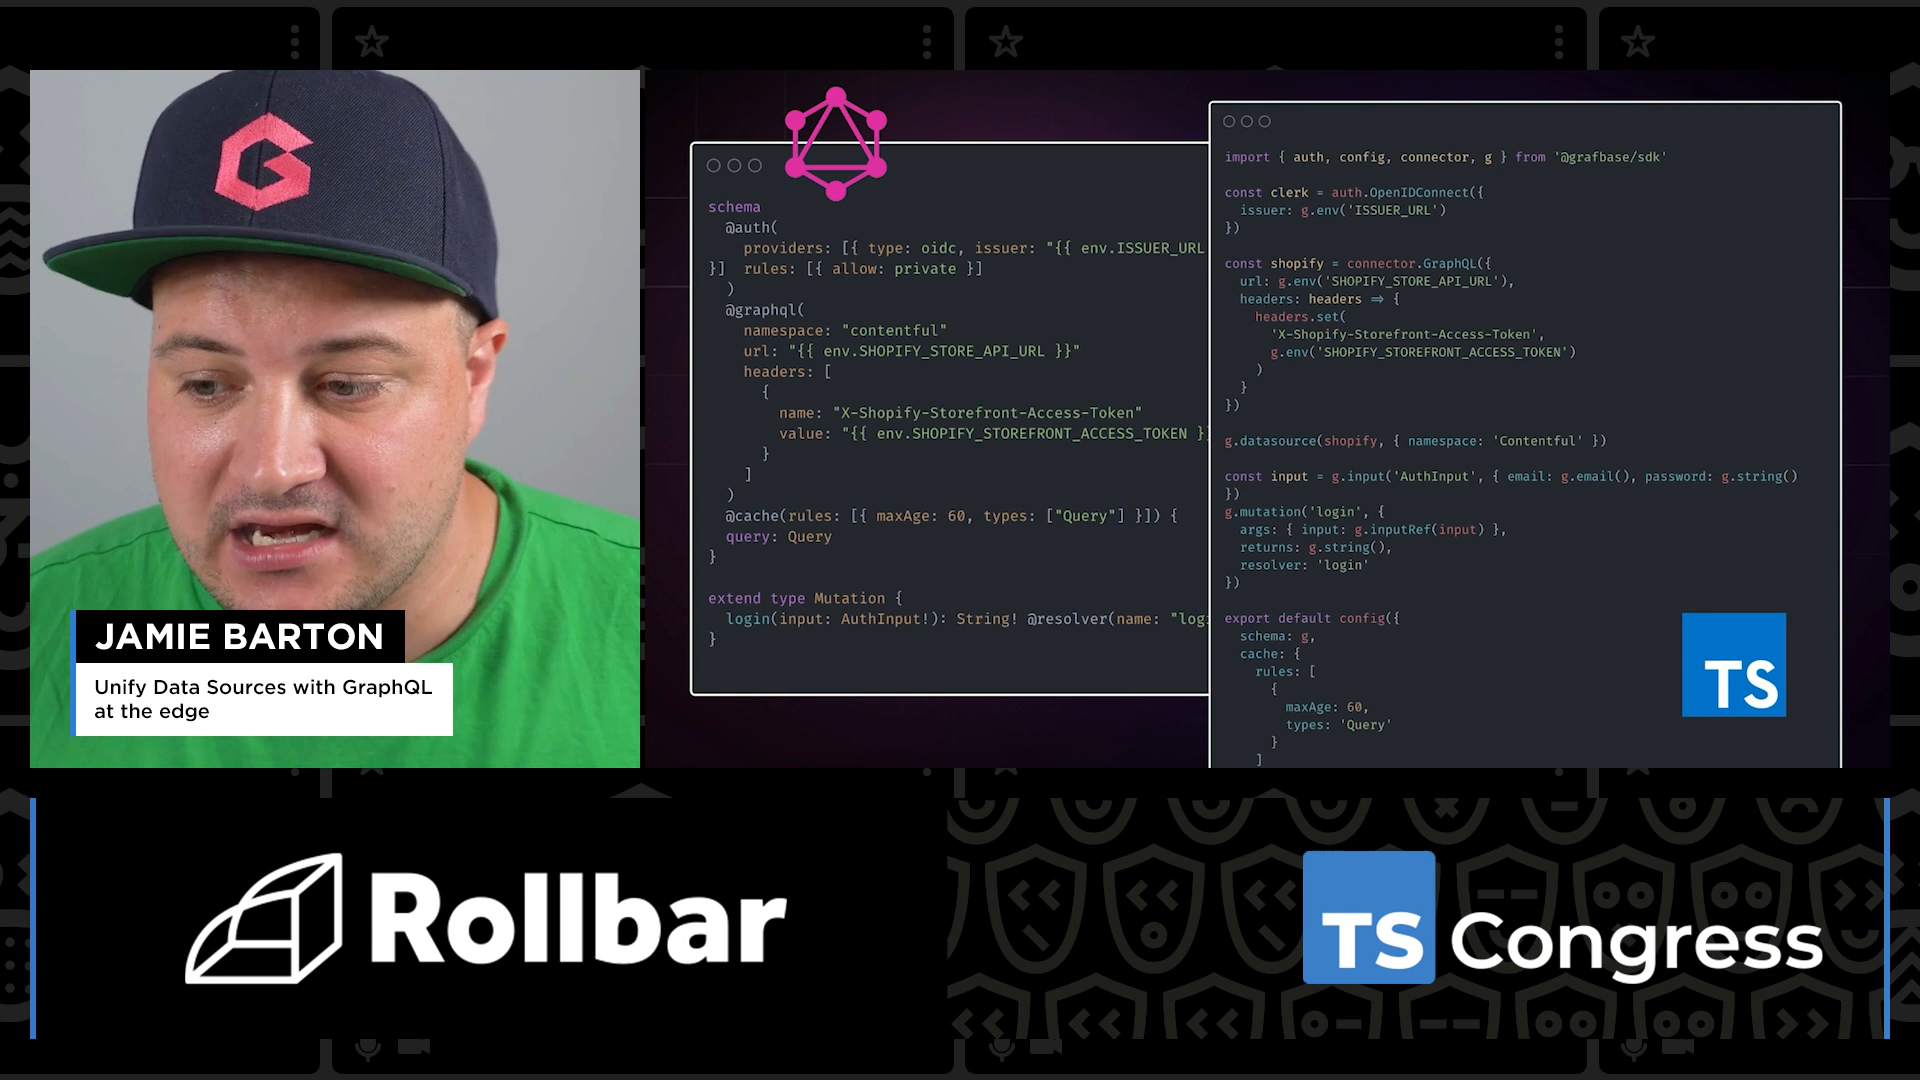 schema
@auth(
providers: [{ type: oidc, issuer: "{{ env.ISSUER_URL
}] rules: [{ allow: private }]
)
@graphql(
namespace: "contentful"
url: "{{ env.SHOPIFY_STORE_API_URL }}"
headers: [
{
name: "X-Shopify-Storefront-Access-Token"
value: "{{ env.SHOPIFY_STOREFRONT_ACCESS_TOKEN }
}
]
)
@cache(rules: [{ maxAge: 60, types: ["Query"] }]) {
query: Query
}
extend type Mutation {
login(input: AuthInput!): String! @resolver(name: "log
}
import { auth, config, connector, g } from '@grafbase/sdk'
const clerk = auth.OpenIDConnect({
issuer: g.env('ISSUER_URL')
})
const shopify = connector.GraphQL({
url: g.env('SHOPIFY_STORE_API_URL'),
headers: headers => {
headers.set(
'X-Shopify-Storefront-Access-Token',
g.env('SHOPIFY_STOREFRONT_ACCESS_TOKEN')
)
}
})
g.datasource(shopify, { namespace: 'Contentful' })
const input = g.input('AuthInput', { email: g.email(), password: g.string()
})
g.mutation('login', {
args: { input: g.inputRef(input) },
returns: g.string(),
resolver: 'login'
})
export default config({
schema: g,
cache: {
rules: [
{
maxAge: 60,
types: 'Query'
}
]
TS
JAMIE BARTON
Unify Data Sources with GraphQL
at the edge
Rollbar
TS Congress